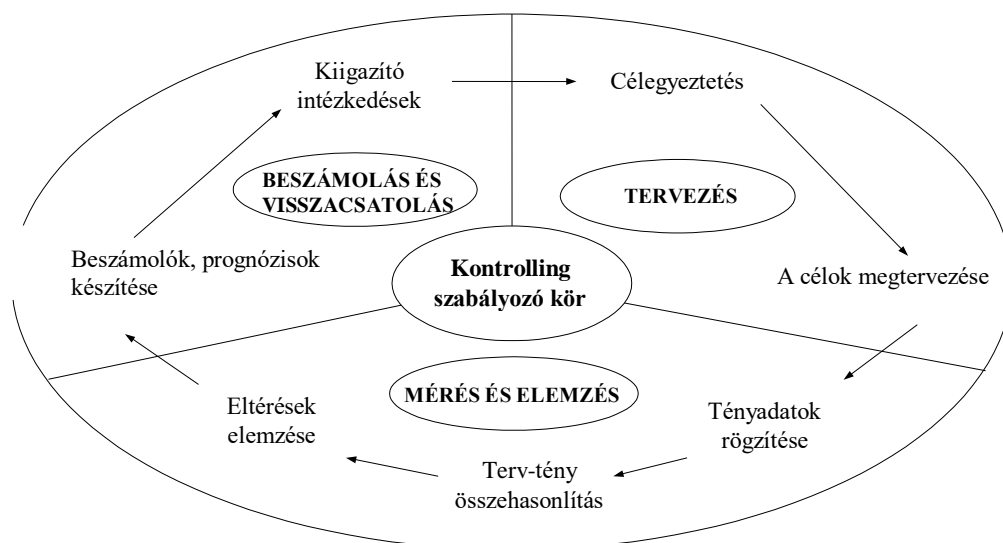 Kiigazító
intézkedések
Célegyeztetés
BESZÁMOLÁS ÉS
VISSZACSATOLÁS
TERVEZÉS
Beszámolók, prognózisok
készítése
Kontrolling
szabályozó kör
A célok megtervezése
MÉRÉS ÉS ELEMZÉS
Eltérések
elemzése
Tényadatok
rögzítése
Terv-tény
összehasonlítás